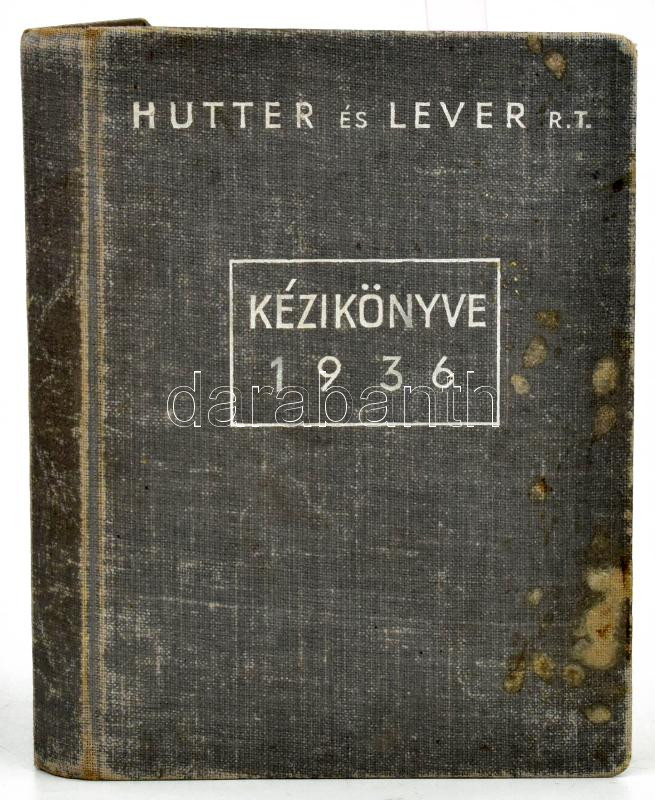 HUTTER ÉS LEVER R.T.
KÉZIKÖNYVE
1936
darabanth